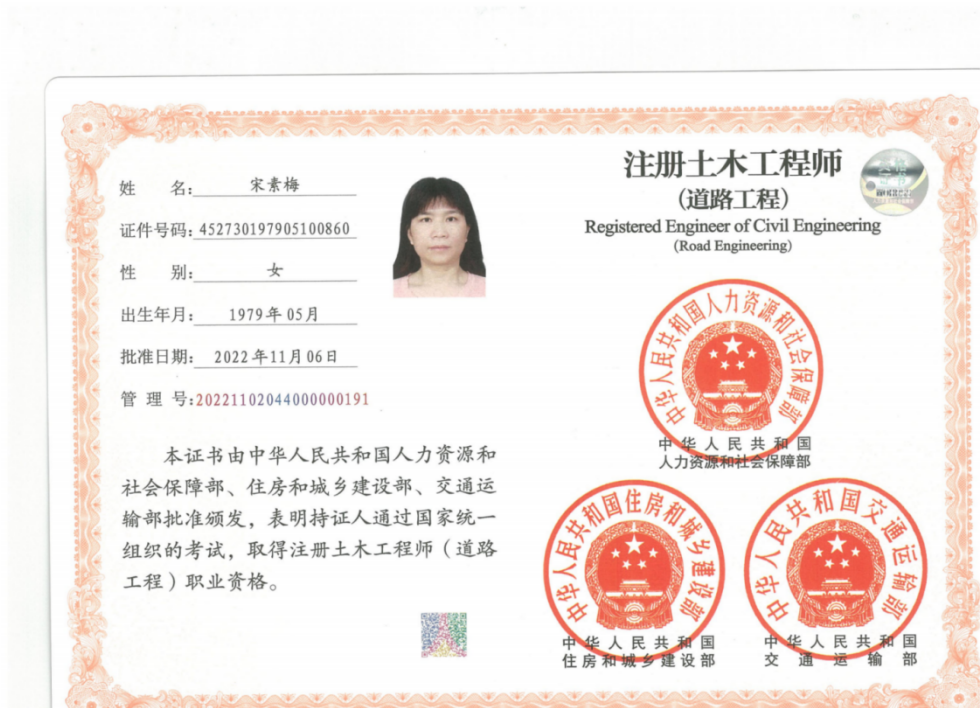 姓 名: 宋素梅
证件号码: 452730197905100860
性 别: 女
出生年月: 1979年05月
批准日期: 2022年11月06日
管 理 号:20221102044000000191
本证书由中华人民共和国人力资源和
社会保障部、住房和城乡建设部、交通运
输部批准颁发，表明持证人通过国家统一
组织的考试，取得注册土木工程师（道路
工程）职业资格。
注册土木工程师
(道路工程)
Registered Engineer of Civil Engineering
(Road Engineering)
中华人民共和国人力资源和社会保障部
中华人民共和国
人力资源和社会保障部
中华人民共和国住房和城乡建设部
中华人民共和国
住房和城乡建设部
中华人民共和国交通运输部
中华人民共和国
交通运输部